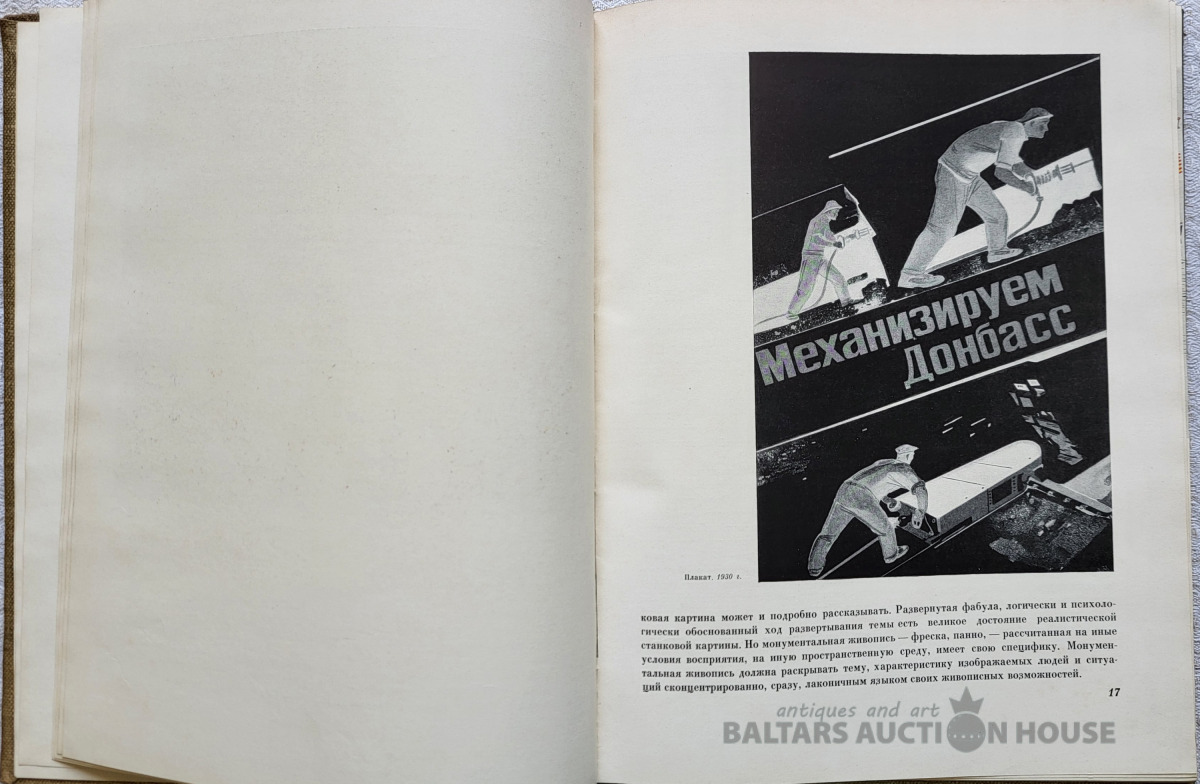 Механизируем
Донбасс
Плакат. 1930 г.
ковая картина может и подробно рассказывать. Развернутая фабула, логически и психоло-
гически обоснованный ход развертывания темы есть великое достояние реалистической
станковой картины. Но монументальная живопись — фреска, панно, — рассчитанная на иные
условия восприятия, на иную пространственную среду, имеет свою специфику. Монумен-
тальная живопись должна раскрывать тему, характеристику изображаемых людей и ситуа-
ций сконцентрированно, сразу, лаконичным языком своих живописных возможностей.
17
antiques and art
BALTARS AUCTION HOUSE